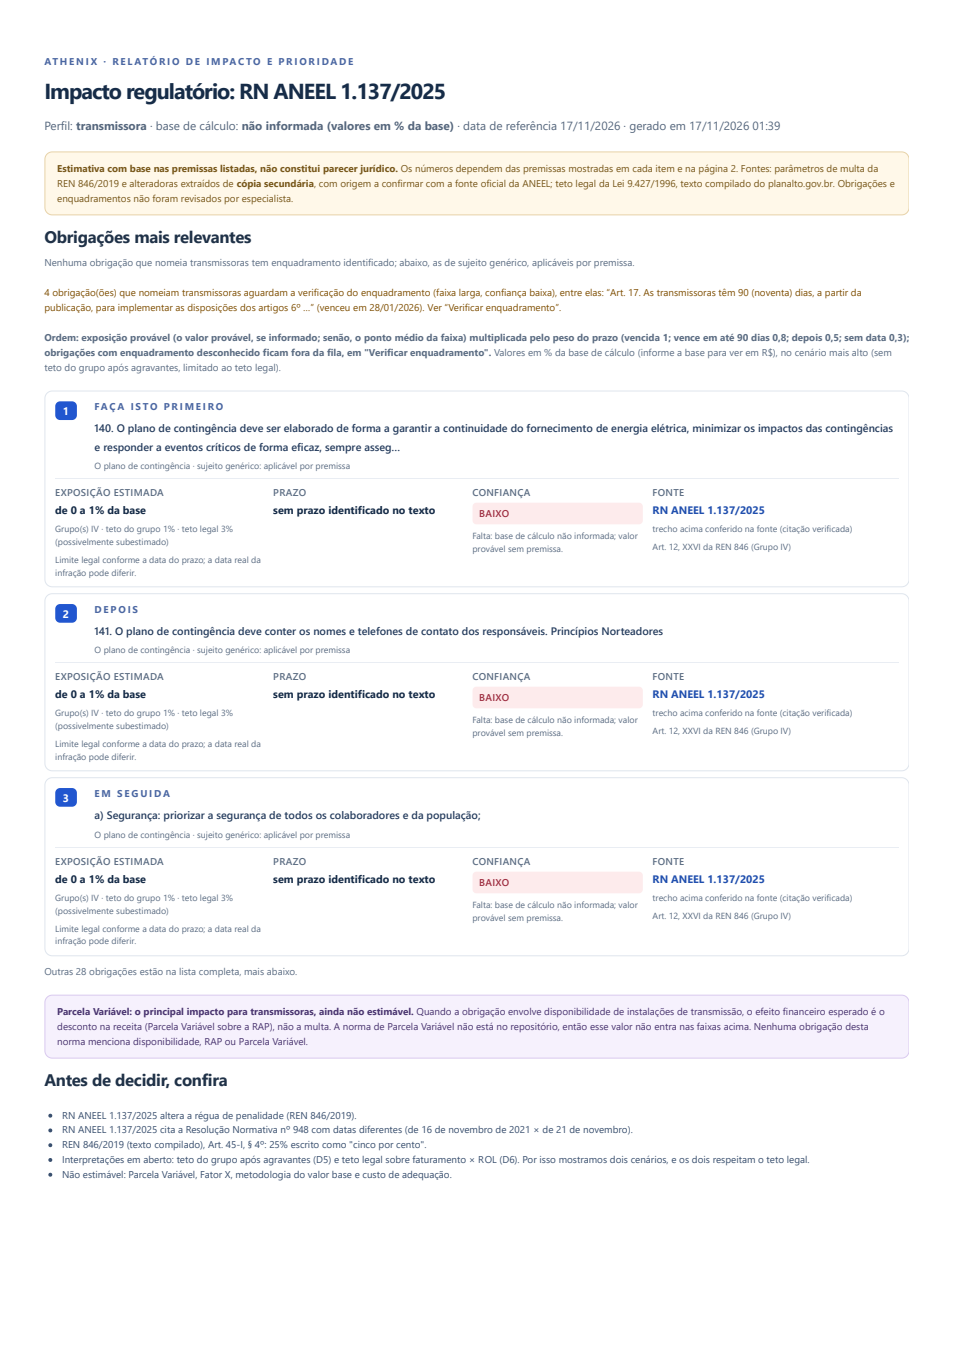 ATHENIX · RELATÓRIO DE IMPACTO E PRIORIDADE
Impacto regulatório: RN ANEEL 1.137/2025
Perfil: transmissora · base de cálculo: não informada (valores em % da base) · data de referência 17/11/2026 · gerado em 17/11/2026 01:39
Estimativa com base nas premissas listadas, não constitui parecer jurídico. Os números dependem das premissas mostradas em cada item e na página 2. Fontes: parâmetros de multa da
REN 846/2019 e alteradoras extraídos de cópia secundária, com origem a confirmar com a fonte oficial da ANEEL; teto legal da Lei 9.427/1996, texto compilado do planalto.gov.br. Obrigações e
enquadramentos não foram revisados por especialista.
Obrigações mais relevantes
Nenhuma obrigação que nomeia transmissoras tem enquadramento identificado; abaixo, as de sujeito genérico, aplicáveis por premissa.
4 obrigação(ões) que nomeiam transmissoras aguardam a verificação do enquadramento (faixa larga, confiança baixa), entre elas: "Art. 17. As transmissoras têm 90 (noventa) dias, a partir da
publicação, para implementar as disposições dos artigos 6º ..." (venceu em 28/01/2026). Ver "Verificar enquadramento".
Ordem: exposição provável (o valor provável, se informado; senão, o ponto médio da faixa) multiplicada pelo peso do prazo (vencida 1; vence em até 90 dias 0,8; depois 0,5; sem data 0,3);
obrigações com enquadramento desconhecido ficam fora da fila, em "Verificar enquadramento". Valores em % da base de cálculo (informe a base para ver em R$), no cenário mais alto (sem
teto do grupo após agravantes, limitado ao teto legal).
1
FAÇA ISTO PRIMEIRO
140. O plano de contingência deve ser elaborado de forma a garantir a continuidade do fornecimento de energia elétrica, minimizar os impactos das contingências
e responder a eventos críticos de forma eficaz, sempre asseg...
O plano de contingência · sujeito genérico: aplicável por premissa
EXPOSIÇÃO ESTIMADA
de 0 a 1% da base
Grupo(s) IV · teto do grupo 1% · teto legal 3%
(possivelmente subestimado)
Limite legal conforme a data do prazo; a data real da
infração pode diferir.
PRAZO
sem prazo identificado no texto
CONFIANÇA
BAIXO
Falta: base de cálculo não informada; valor
provável sem premissa.
FONTE
RN ANEEL 1.137/2025
trecho acima conferido na fonte (citação verificada)
Art. 12, XXVI da REN 846 (Grupo IV)
2
DEPOIS
141. O plano de contingência deve conter os nomes e telefones de contato dos responsáveis. Princípios Norteadores
O plano de contingência · sujeito genérico: aplicável por premissa
EXPOSIÇÃO ESTIMADA
de 0 a 1% da base
Grupo(s) IV · teto do grupo 1% · teto legal 3%
(possivelmente subestimado)
Limite legal conforme a data do prazo; a data real da
infração pode diferir.
PRAZO
sem prazo identificado no texto
CONFIANÇA
BAIXO
Falta: base de cálculo não informada; valor
provável sem premissa.
FONTE
RN ANEEL 1.137/2025
trecho acima conferido na fonte (citação verificada)
Art. 12, XXVI da REN 846 (Grupo IV)
3
EM SEGUIDA
a) Segurança: priorizar a segurança de todos os colaboradores e da população;
O plano de contingência · sujeito genérico: aplicável por premissa
EXPOSIÇÃO ESTIMADA
de 0 a 1% da base
Grupo(s) IV · teto do grupo 1% · teto legal 3%
(possivelmente subestimado)
Limite legal conforme a data do prazo; a data real da
infração pode diferir.
PRAZO
sem prazo identificado no texto
CONFIANÇA
BAIXO
Falta: base de cálculo não informada; valor
provável sem premissa.
FONTE
RN ANEEL 1.137/2025
trecho acima conferido na fonte (citação verificada)
Art. 12, XXVI da REN 846 (Grupo IV)
Outras 28 obrigações estão na lista completa, mais abaixo.
Parcela Variável: o principal impacto para transmissoras, ainda não estimável. Quando a obrigação envolve disponibilidade de instalações de transmissão, o efeito financeiro esperado é o
desconto na receita (Parcela Variável sobre a RAP), não a multa. A norma de Parcela Variável não está no repositório, então esse valor não entra nas faixas acima. Nenhuma obrigação desta
norma menciona disponibilidade, RAP ou Parcela Variável.
Antes de decidir, confira
• RN ANEEL 1.137/2025 altera a régua de penalidade (REN 846/2019).
• RN ANEEL 1.137/2025 cita a Resolução Normativa nº 948 com datas diferentes (de 16 de novembro de 2021 × de 21 de novembro).
• REN 846/2019 (texto compilado), Art. 45-I, § 4º: 25% escrito como "cinco por cento".
• Interpretações em aberto: teto do grupo após agravantes (D5) e teto legal sobre faturamento × ROL (D6). Por isso mostramos dois cenários, e os dois respeitam o teto legal.
• Não estimável: Parcela Variável, Fator X, metodologia do valor base e custo de adequação.